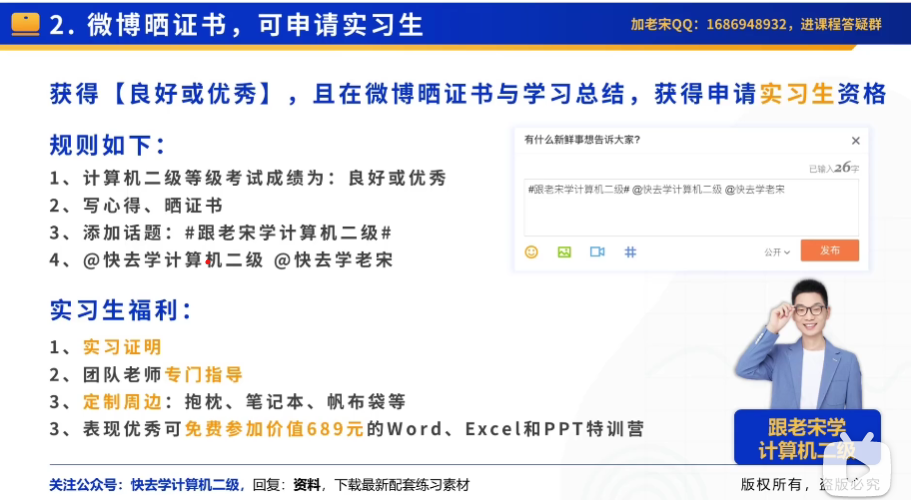 2. 微博晒证书，可申请实习生
加老宋QQ：1686948932，进课程答疑群
获得【良好或优秀】，且在微博晒证书与学习总结，获得申请实习生资格
规则如下：
1、计算机二级等级考试成绩为：良好或优秀
2、写心得、晒证书
3、添加话题：#跟老宋学计算机二级#
4、@快去学计算机二级 @快去学老宋
有什么新鲜事想告诉大家?
已输入26字
#跟老宋学计算机二级# @快去学计算机二级 @快去学老宋
公开
发布
实习生福利：
1、实习证明
2、团队老师专门指导
3、定制周边：抱枕、笔记本、帆布袋等
3、表现优秀可免费参加价值689元的Word、Excel和PPT特训营
跟老宋学
计算机二级
关注公众号：快去学计算机二级，回复：资料，下载最新配套练习素材
版权所有，盗版必究